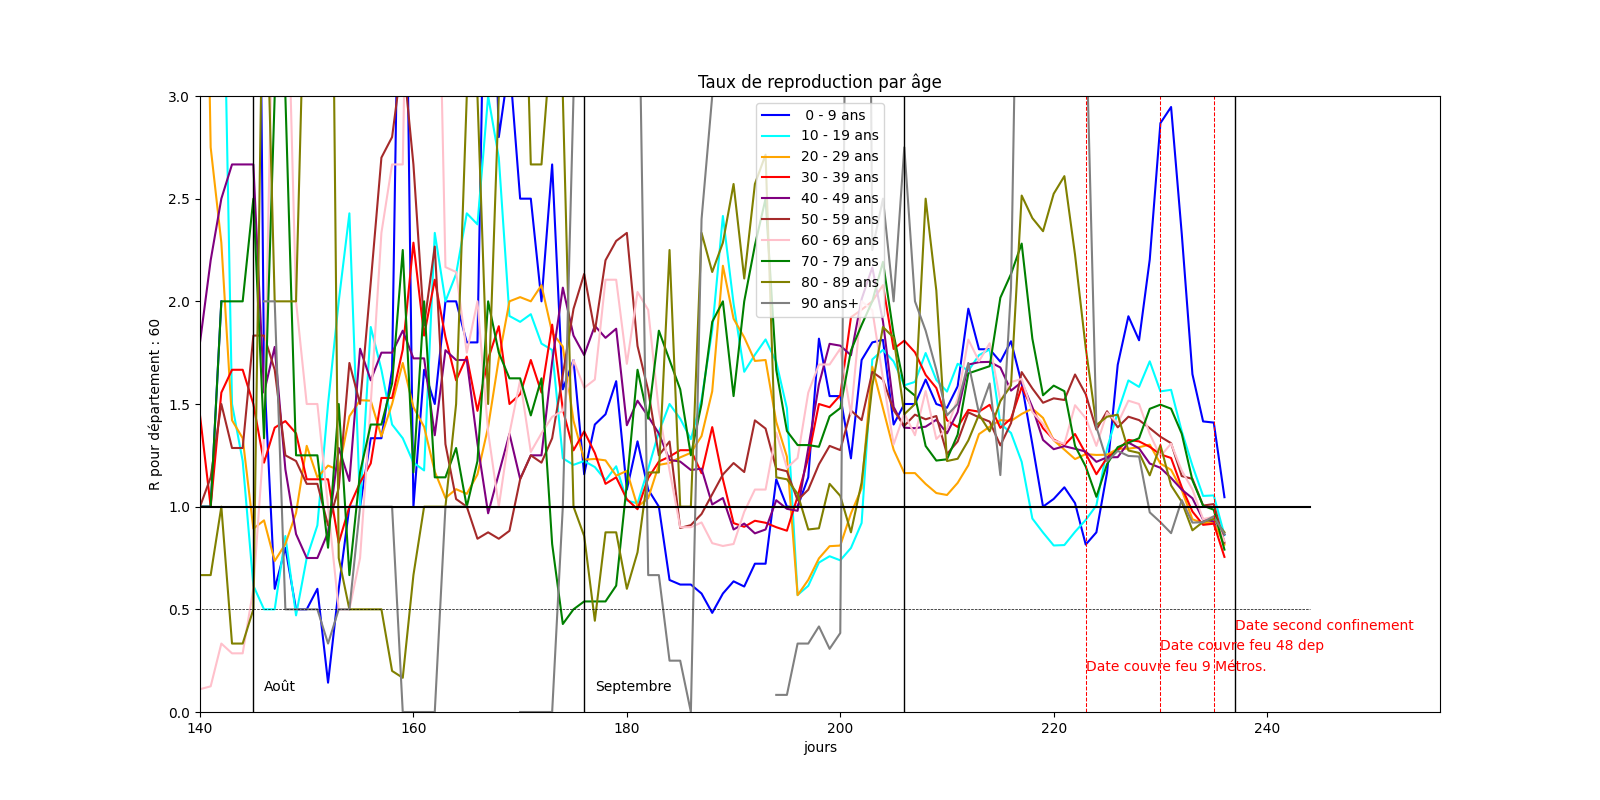 Taux de reproduction par âge
R pour département : 60
3.0
2.5
2.0
1.5
1.0
0.5
0.0
0 - 9 ans
10 - 19 ans
20 - 29 ans
30 - 39 ans
40 - 49 ans
50 - 59 ans
60 - 69 ans
70 - 79 ans
80 - 89 ans
90 ans+
Date second confinement
Date couvre feu 48 dep
Date couvre feu 9 Métros.
Août
Septembre
140
160
180
200
220
240
jours